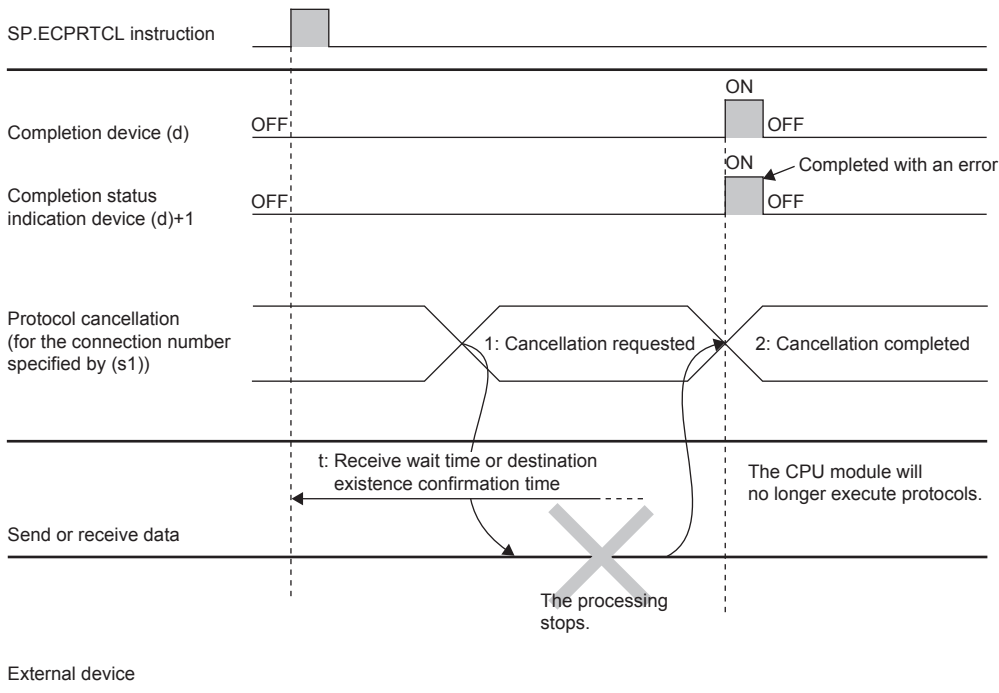 SP.ECPRTCL instruction
ON
Completion device (d)
OFF
OFF
ON
Completed with an error
Completion status
indication device (d)+1
OFF
OFF
Protocol cancellation
(for the connection number
specified by (s1))
1: Cancellation requested
2: Cancellation completed
t: Receive wait time or destination
existence confirmation time
The CPU module will
no longer execute protocols.
Send or receive data
The processing
stops.
External device